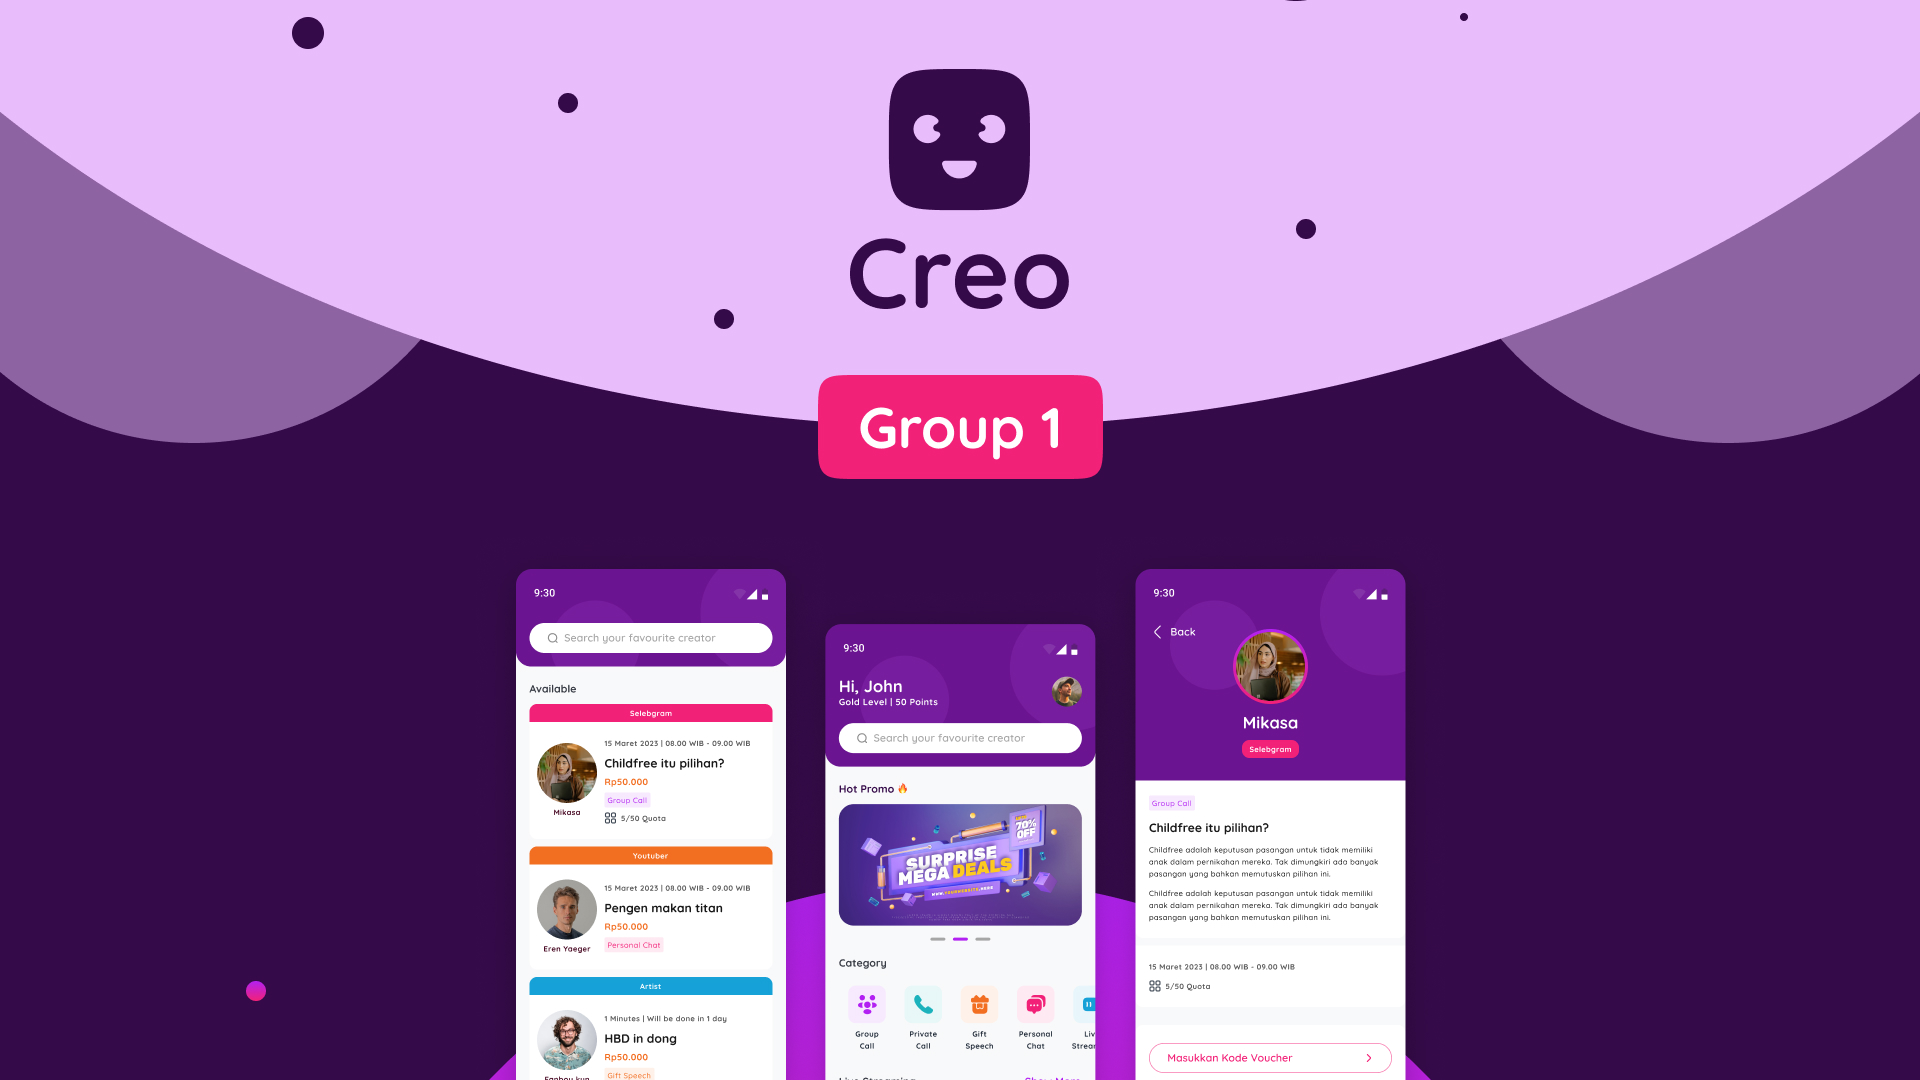 Creo
Group 1
9:30
Search your favourite creator
Available
Selebgram
15 Maret 2023 | 08.00 WIB - 09.00 WIB
Childfree itu pilihan?
Rp50.000
Group Call
5/50 Quota
Mikasa
Youtuber
15 Maret 2023 | 08.00 WIB - 09.00 WIB
Pengen makan titan
Rp50.000
Personal Chat
Eren Yaeger
Artist
1 Minutes | Will be done in 1 day
HBD in dong
Rp50.000
Gift Speech
9:30
Hi, John
Gold Level | 50 Points
Search your favourite creator
Hot Promo
70%
OFF
SURPRISE
MEGA DEALS
Category
Group
Call
Private
Call
Gift
Speech
Personal
Chat
Liv
Strea
Live Streaming
Show More
9:30
Back
Mikasa
Selebgram
Group Call
Childfree itu pilihan?
Childfree adalah keputusan pasangan untuk tidak memiliki
anak dalam pernikahan mereka. Tak dimungkiri ada banyak
pasangan yang bahkan memutuskan pilihan ini.
Childfree adalah keputusan pasangan untuk tidak memiliki
anak dalam pernikahan mereka. Tak dimungkiri ada banyak
pasangan yang bahkan memutuskan pilihan ini.
15 Maret 2023 | 08.00 WIB - 09.00 WIB
5/50 Quota
Masukkan Kode Voucher